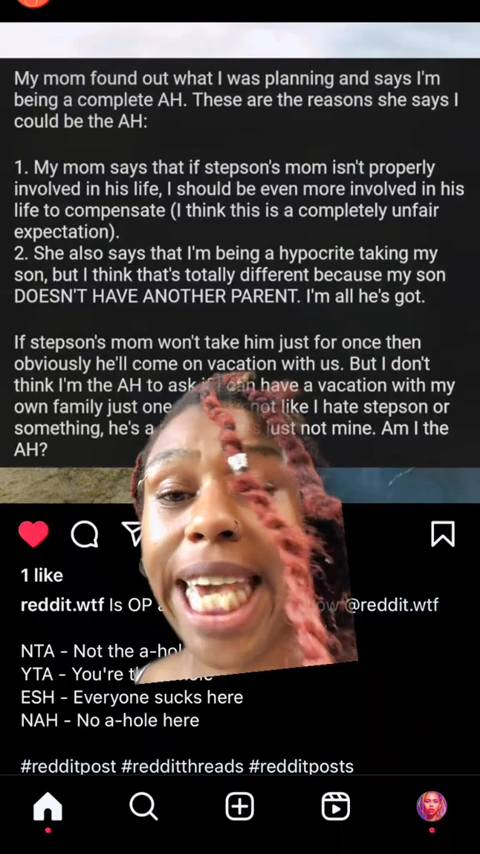 My mom found out what I was planning and says I'm
being a complete AH. These are the reasons she says I
could be the AH:
1. My mom says that if stepson's mom isn't properly
involved in his life, I should be even more involved in his
life to compensate (I think this is a completely unfair
expectation).
2. She also says that I'm being a hypocrite taking my
son, but I think that's totally different because my son
DOESN'T HAVE ANOTHER PARENT. I'm all he's got.
If stepson's mom won't take him just for once then
obviously he'll come on vacation with us. But I don't
think I'm the AH to ask if I can have a vacation with my
own family just one not like I hate stepson or
something, he's a just not mine. Am I the
AH?
1 like
reddit.wtf Is OP @reddit.wtf
NTA - Not the a-hol
YTA - You're
ESH - Everyone sucks here
NAH - No a-hole here
#redditpost #redditthreads #redditposts